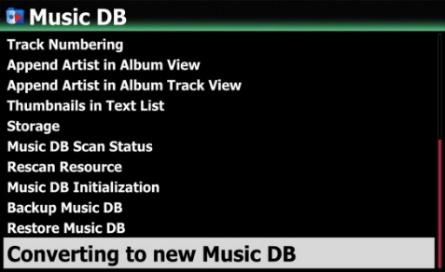 Music DB
Track Numbering
Append Artist in Album View
Append Artist in Album Track View
Thumbnails in Text List
Storage
Music DB Scan Status
Rescan Resource
Music DB Initialization
Backup Music DB
Restore Music DB
Converting to new Music DB